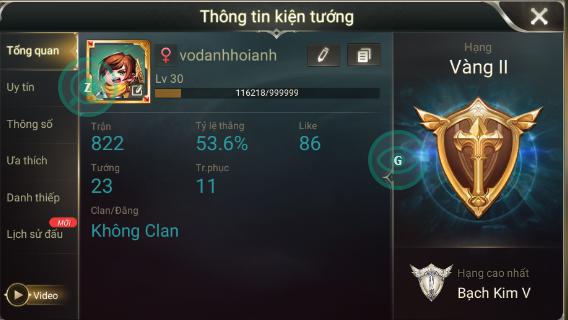 Thông tin kiện tướng
Tổng quan
Uy tín
Thông số
Ưa thích
Danh thiếp
Lịch sử đấu
MỚI
Video
Z
vodanhhoianh
Lv 30
116218/999999
Trận
Tỷ lệ thắng
Like
822
53.6%
86
Tướng
Tr.phục
23
11
Clan/Đẳng
Không Clan
G
Hạng
Vàng II
Hạng cao nhất
Bạch Kim V